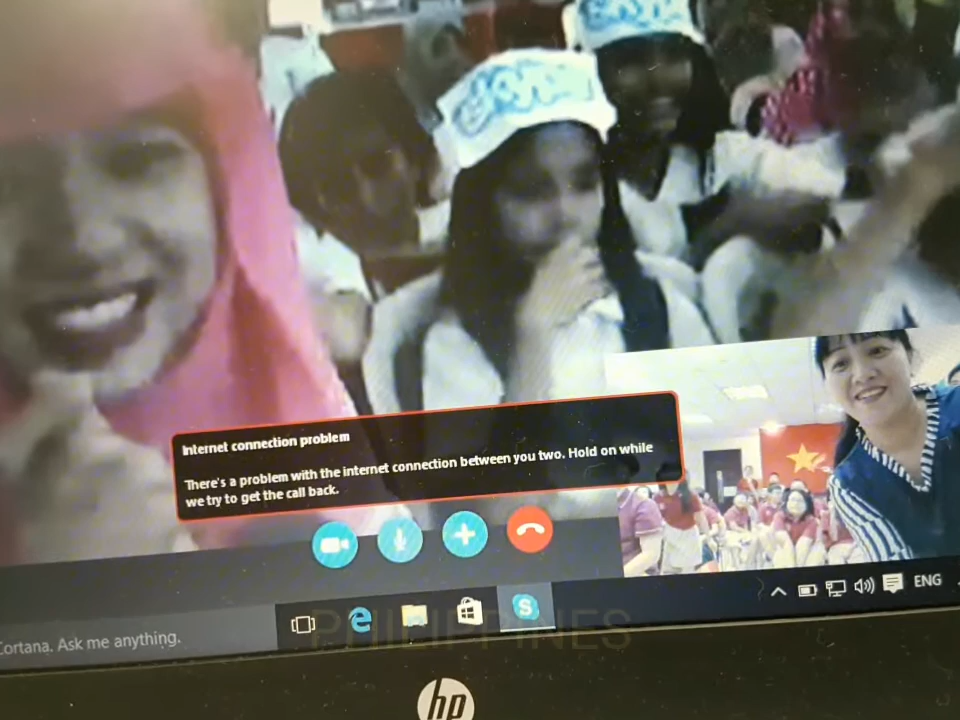 Internet connection problem
There's a problem with the internet connection between you two. Hold on while
we try to get the call back.
ENG
Cortana. Ask me anything.
PHILIPPINES
hp